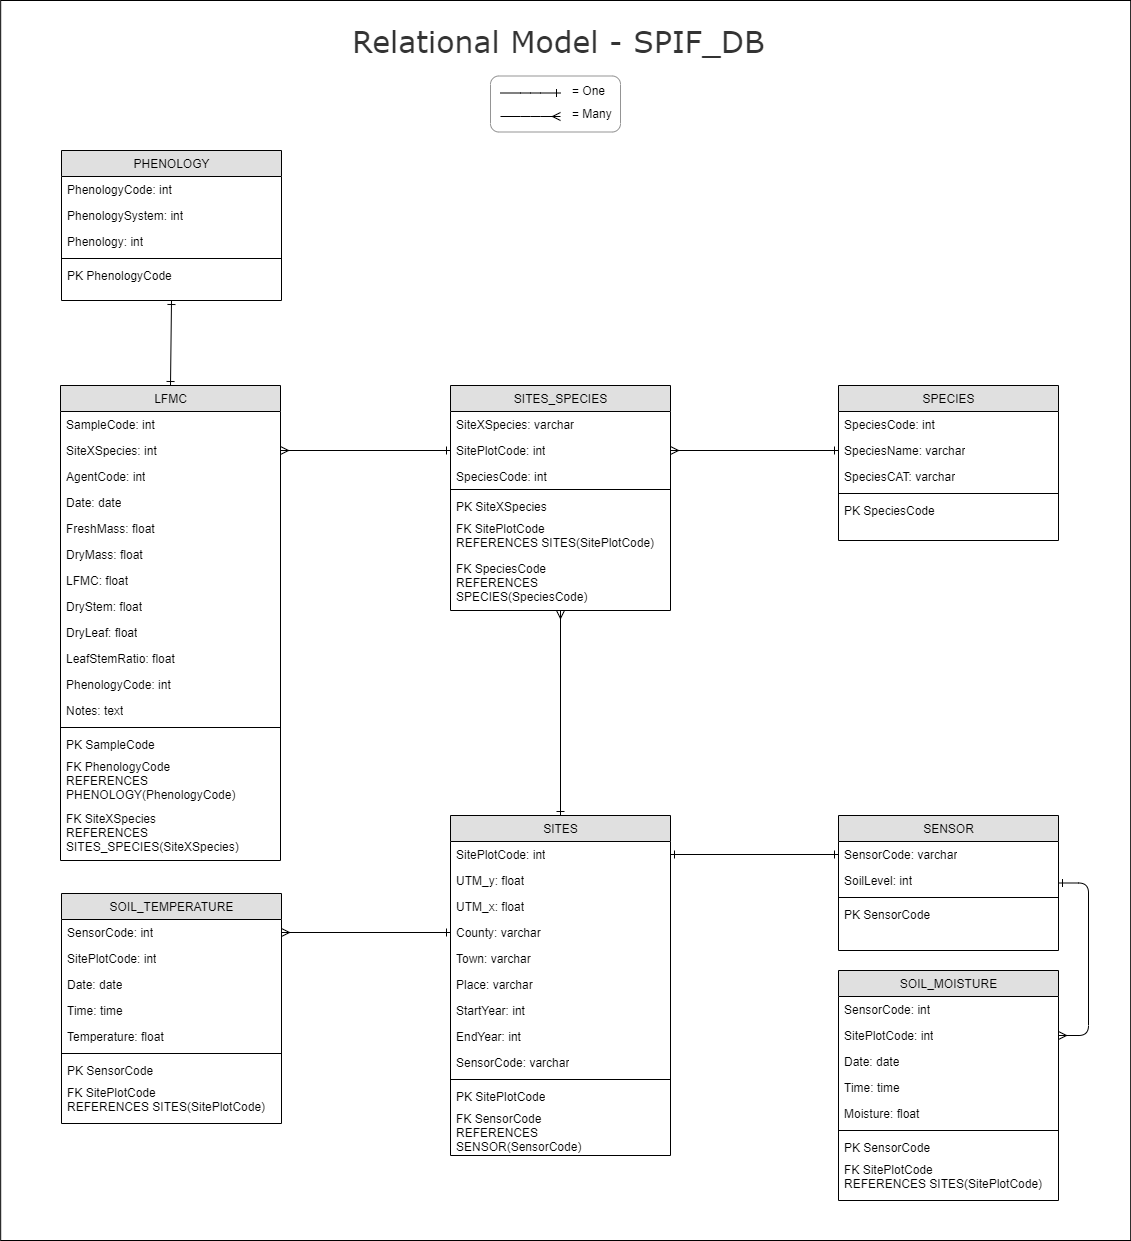 Relational Model - SPIF_DB
= One
= Many
PHENOLOGY
PhenologyCode: int
PhenologySystem: int
Phenology: int
PK PhenologyCode
LFMC
SampleCode: int
SiteXSpecies: int
AgentCode: int
Date: date
FreshMass: float
DryMass: float
LFMC: float
DryStem: float
DryLeaf: float
LeafStemRatio: float
PhenologyCode: int
Notes: text
PK SampleCode
FK PhenologyCode
REFERENCES
PHENOLOGY(PhenologyCode)
FK SiteXSpecies
REFERENCES
SITES_SPECIES(SiteXSpecies)
SITES_SPECIES
SiteXSpecies: varchar
SitePlotCode: int
SpeciesCode: int
PK SiteXSpecies
FK SitePlotCode
REFERENCES SITES(SitePlotCode)
FK SpeciesCode
REFERENCES
SPECIES(SpeciesCode)
SPECIES
SpeciesCode: int
SpeciesName: varchar
SpeciesCAT: varchar
PK SpeciesCode
SOIL_TEMPERATURE
SensorCode: int
SitePlotCode: int
Date: date
Time: time
Temperature: float
PK SensorCode
FK SitePlotCode
REFERENCES SITES(SitePlotCode)
SITES
SitePlotCode: int
UTM_y: float
UTM_x: float
County: varchar
Town: varchar
Place: varchar
StartYear: int
EndYear: int
SensorCode: varchar
PK SitePlotCode
FK SensorCode
REFERENCES
SENSOR(SensorCode)
SENSOR
SensorCode: varchar
SoilLevel: int
PK SensorCode
SOIL_MOISTURE
SensorCode: int
SitePlotCode: int
Date: date
Time: time
Moisture: float
PK SensorCode
FK SitePlotCode
REFERENCES SITES(SitePlotCode)